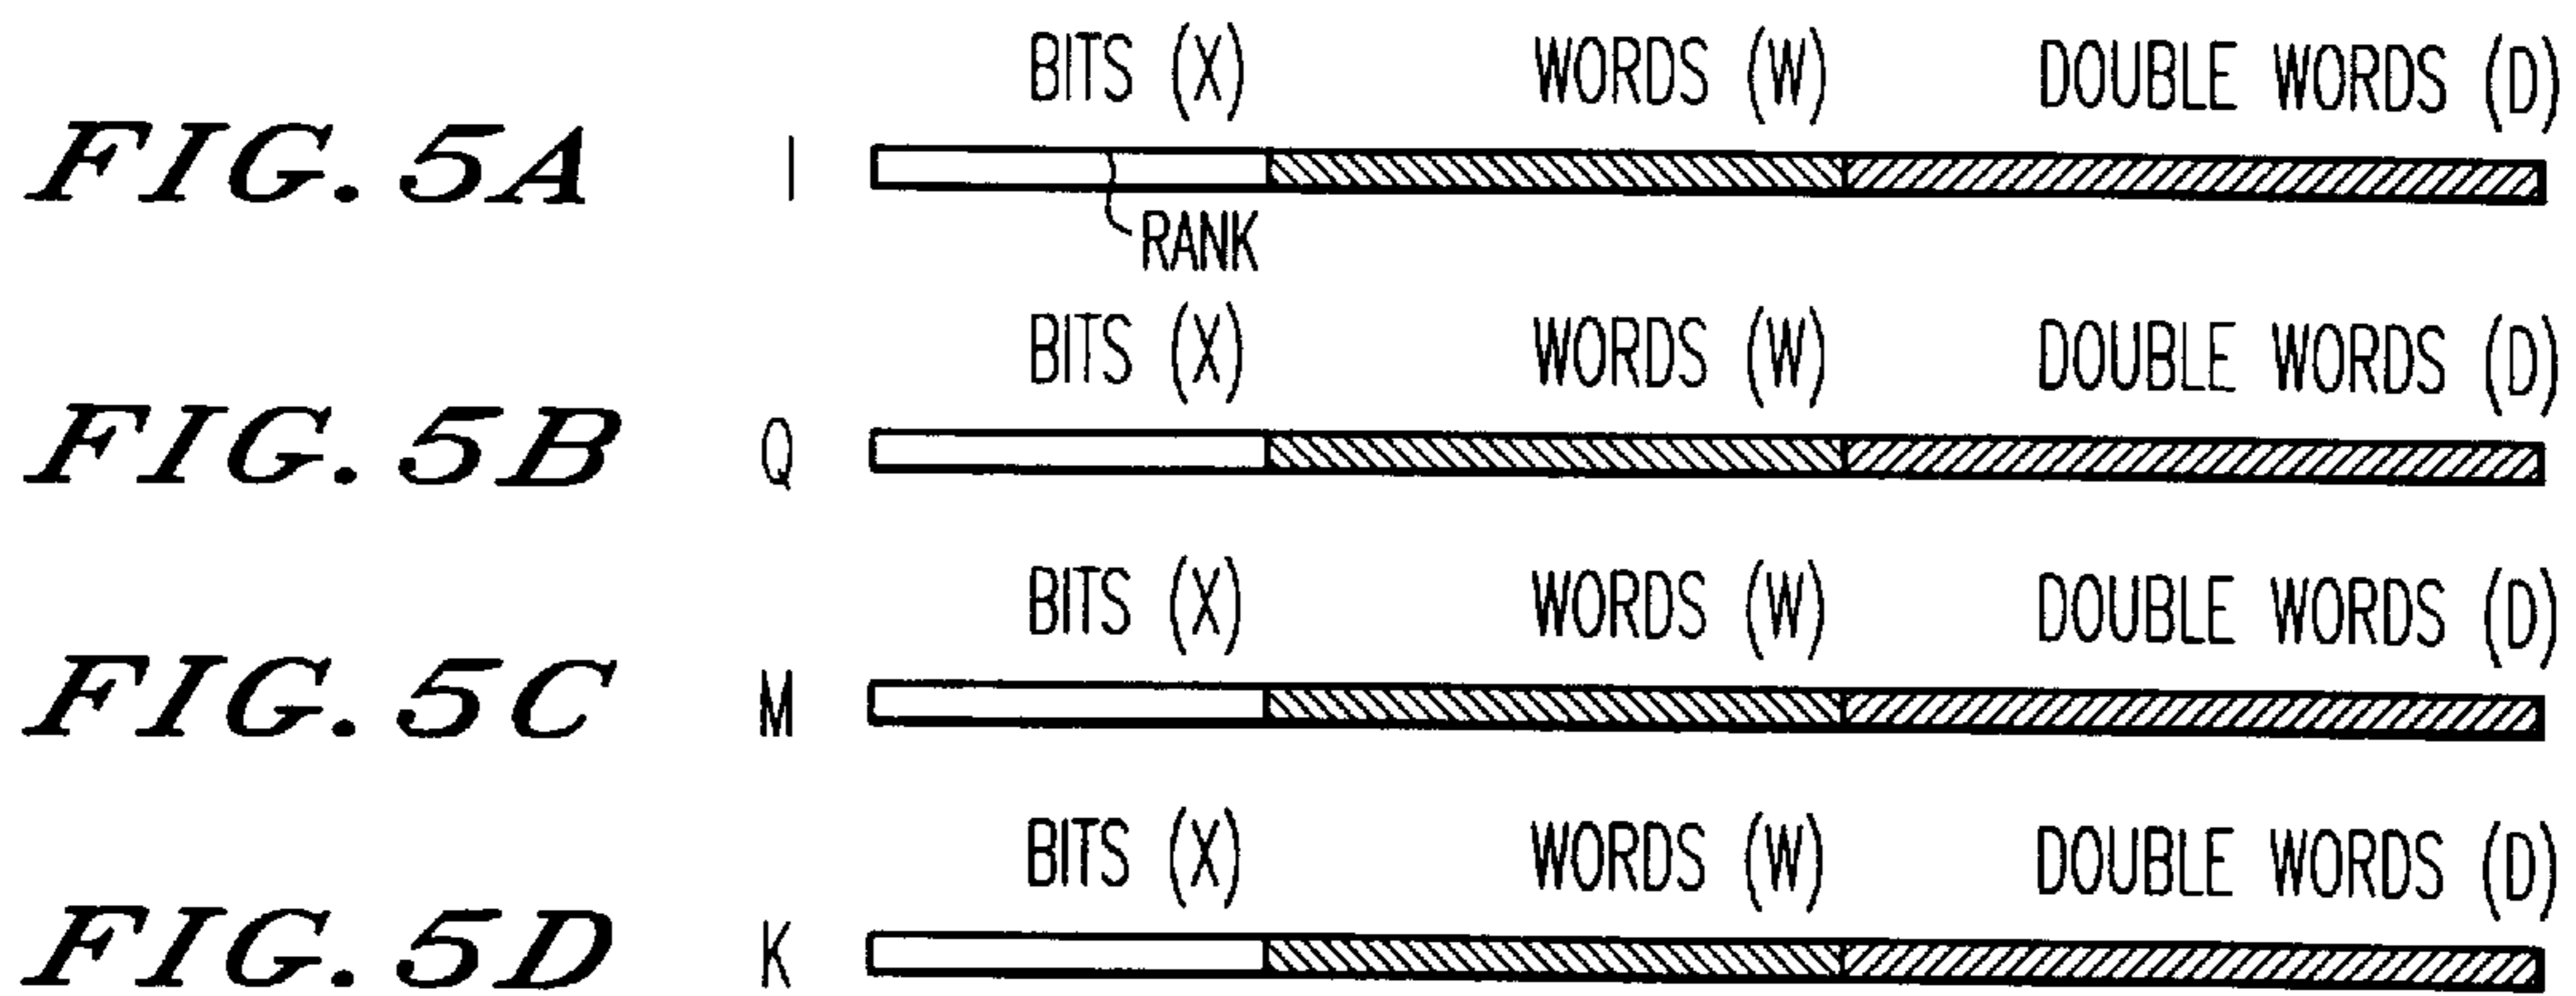 BITS (X) WORDS (W) DOUBLE WORDS (D)
FIG. 5A I
RANK
BITS (X) WORDS (W) DOUBLE WORDS (D)
FIG. 5B Q
BITS (X) WORDS (W) DOUBLE WORDS (D)
FIG. 5C M
BITS (X) WORDS (W) DOUBLE WORDS (D)
FIG. 5D K